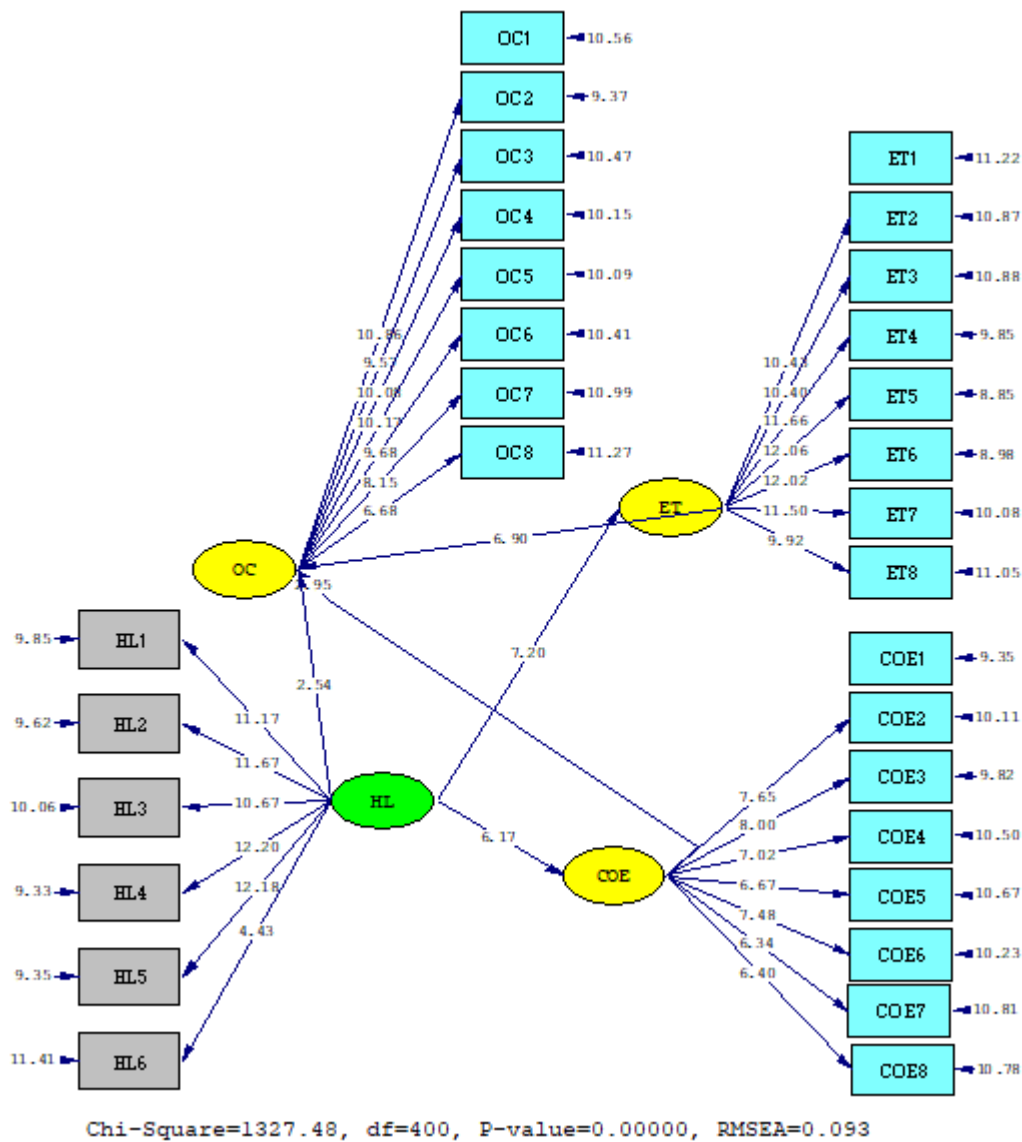 OC1 10.56
OC2 9.37
OC3 10.47
OC4 10.15
OC5 10.09
OC6 10.41
OC7 10.99
OC8 11.27
ET1 11.22
ET2 10.87
ET3 10.88
ET4 9.85
ET5 8.85
ET6 8.98
ET7 10.08
ET8 11.05
10.86
9.57
10.08
10.17
9.68
8.15
6.68
10.43
10.40
11.66
12.06
12.02
11.50
9.92
ET
6.90
OC
7.20
2.54
9.85 HL1
9.62 HL2
10.06 HL3
9.33 HL4
9.35 HL5
11.41 HL6
11.17
11.67
10.67
12.20
12.18
4.43
HL
6.17
COE
COE1 9.35
COE2 10.11
COE3 9.82
COE4 10.50
COE5 10.67
COE6 10.23
COE7 10.81
COE8 10.78
7.65
8.00
7.02
6.67
7.48
6.34
6.40
Chi-Square=1327.48, df=400, P-value=0.00000, RMSEA=0.093